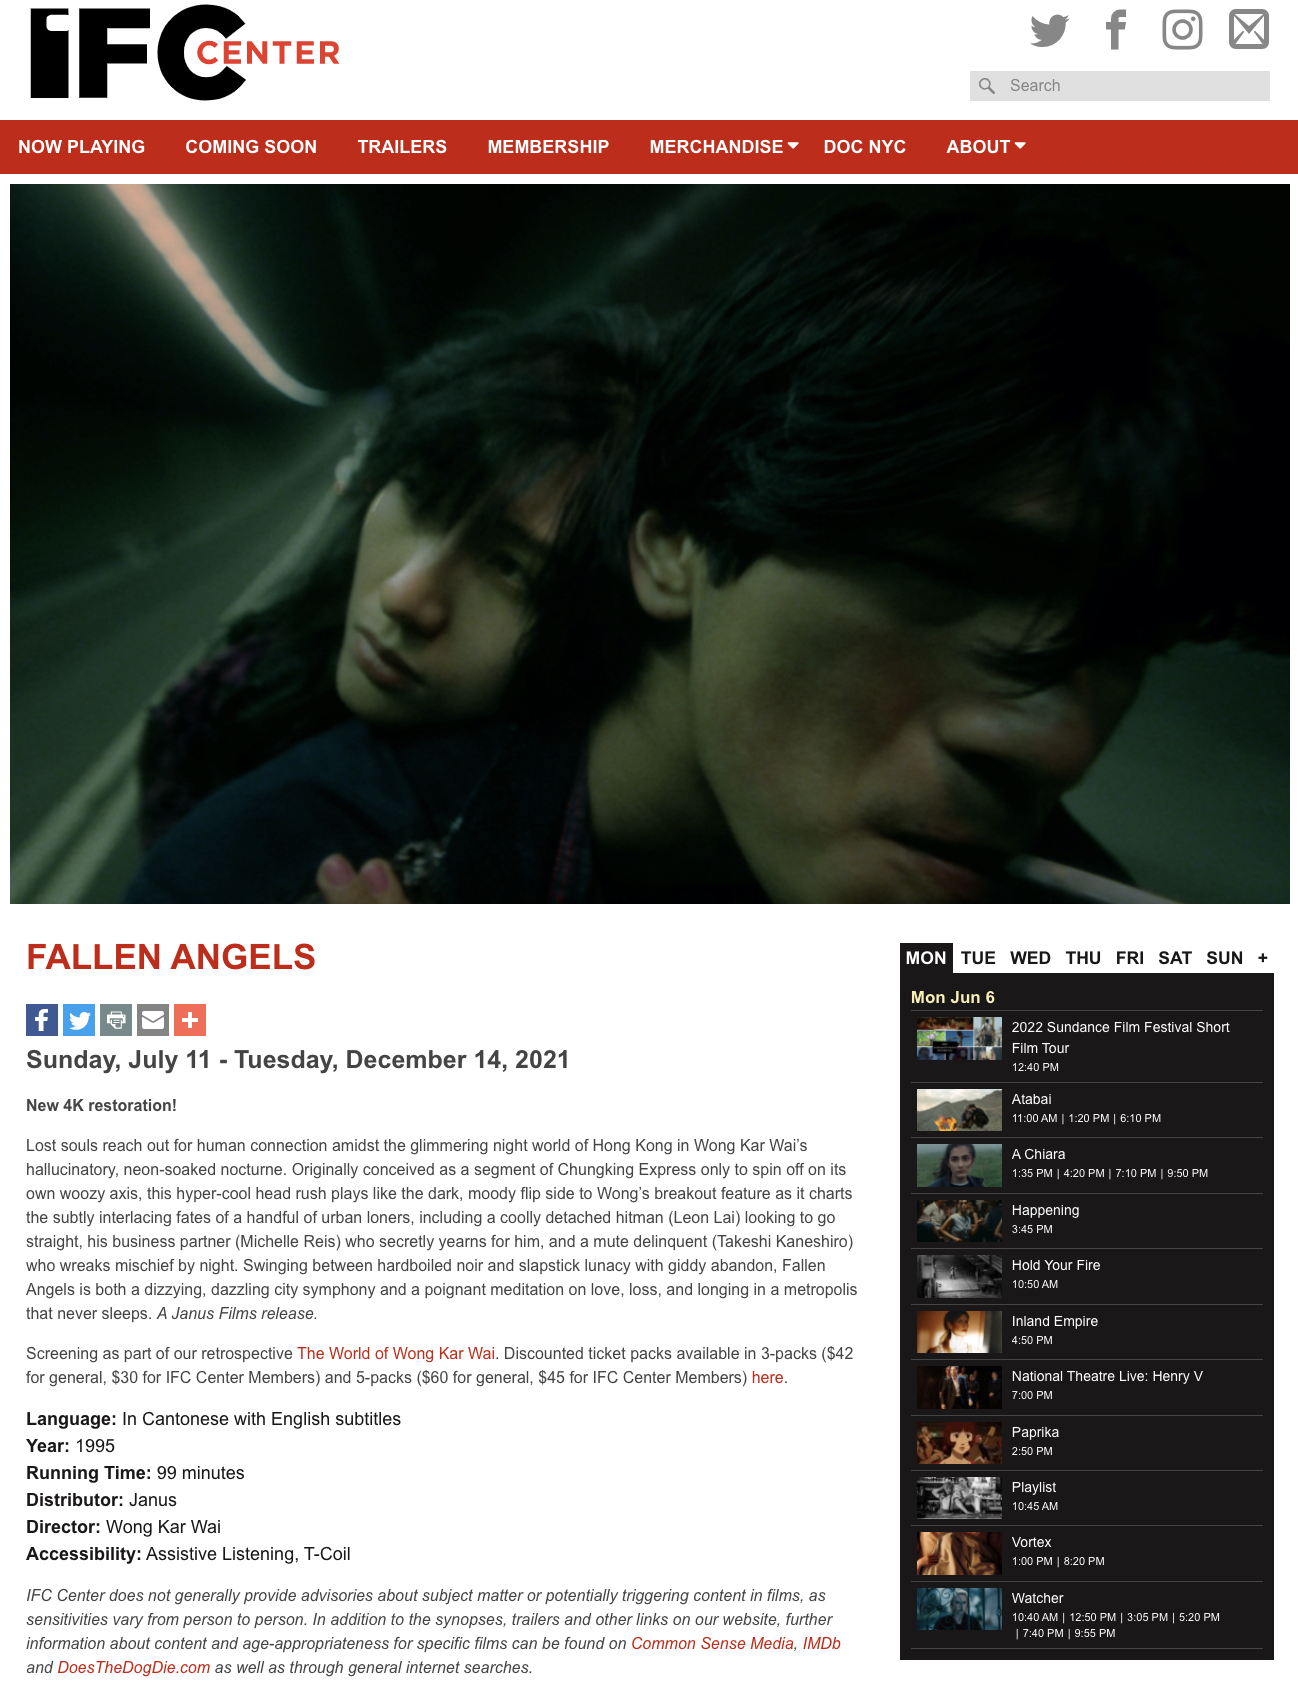 iFC CENTER
Search
NOW PLAYING COMING SOON TRAILERS MEMBERSHIP MERCHANDISE DOC NYC ABOUT
FALLEN ANGELS
Sunday, July 11 - Tuesday, December 14, 2021
New 4K restoration!
Lost souls reach out for human connection amidst the glimmering night world of Hong Kong in Wong Kar Wai's
hallucinatory, neon-soaked nocturne. Originally conceived as a segment of Chungking Express only to spin off on its
own woozy axis, this hyper-cool head rush plays like the dark, moody flip side to Wong's breakout feature as it charts
the subtly interlacing fates of a handful of urban loners, including a coolly detached hitman (Leon Lai) looking to go
straight, his business partner (Michelle Reis) who secretly yearns for him, and a mute delinquent (Takeshi Kaneshiro)
who wreaks mischief by night. Swinging between hardboiled noir and slapstick lunacy with giddy abandon, Fallen
Angels is both a dizzying, dazzling city symphony and a poignant meditation on love, loss, and longing in a metropolis
that never sleeps. A Janus Films release.
Screening as part of our retrospective The World of Wong Kar Wai. Discounted ticket packs available in 3-packs ($42
for general, $30 for IFC Center Members) and 5-packs ($60 for general, $45 for IFC Center Members) here.
Language: In Cantonese with English subtitles
Year: 1995
Running Time: 99 minutes
Distributor: Janus
Director: Wong Kar Wai
Accessibility: Assistive Listening, T-Coil
IFC Center does not generally provide advisories about subject matter or potentially triggering content in films, as
sensitivities vary from person to person. In addition to the synopses, trailers and other links on our website, further
information about content and age-appropriateness for specific films can be found on Common Sense Media, IMDb
and DoesTheDogDie.com as well as through general internet searches.
MON TUE WED THU FRI SAT SUN +
Mon Jun 6
2022 Sundance Film Festival Short
Film Tour
12:40 PM
Atabai
11:00 AM | 1:20 PM | 6:10 PM
A Chiara
1:35 PM | 4:20 PM | 7:10 PM | 9:50 PM
Happening
3:45 PM
Hold Your Fire
10:50 AM
Inland Empire
4:50 PM
National Theatre Live: Henry V
7:00 PM
Paprika
2:50 PM
Playlist
10:45 AM
Vortex
1:00 PM | 8:20 PM
Watcher
10:40 AM | 12:50 PM | 3:05 PM | 5:20 PM
| 7:40 PM | 9:55 PM